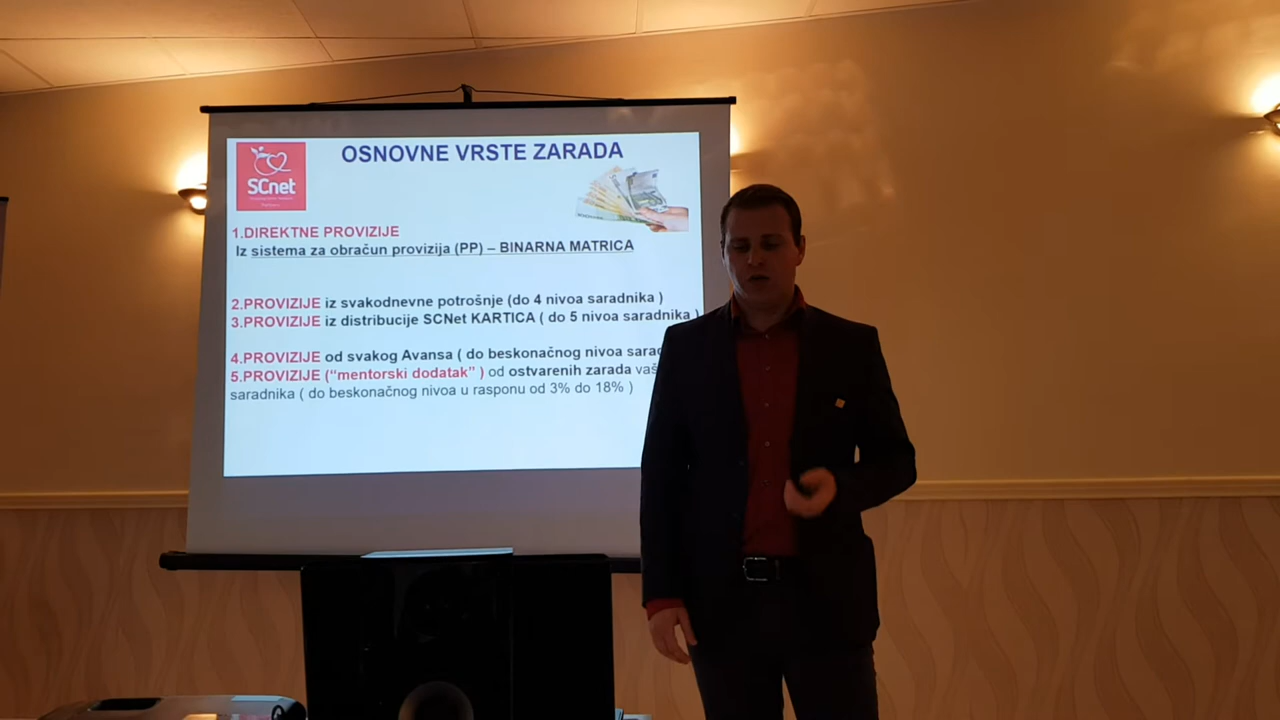 SCnet
OSNOVNE VRSTE ZARADA
1.DIREKTNE PROVIZIJE
Iz sistema za obračun provizija (PP) – BINARNA MATRICA
2.PROVIZIJE iz svakodnevne potrošnje (do 4 nivoa saradnika )
3.PROVIZIJE iz distribucije SCNet KARTICA ( do 5 nivoa saradnika )
4.PROVIZIJE od svakog Avansa ( do beskonačnog nivoa
5.PROVIZIJE (“mentorski dodatak” ) od ostvarenih zarada
saradnika ( do beskonačnog nivoa u rasponu od 3% do 18% )